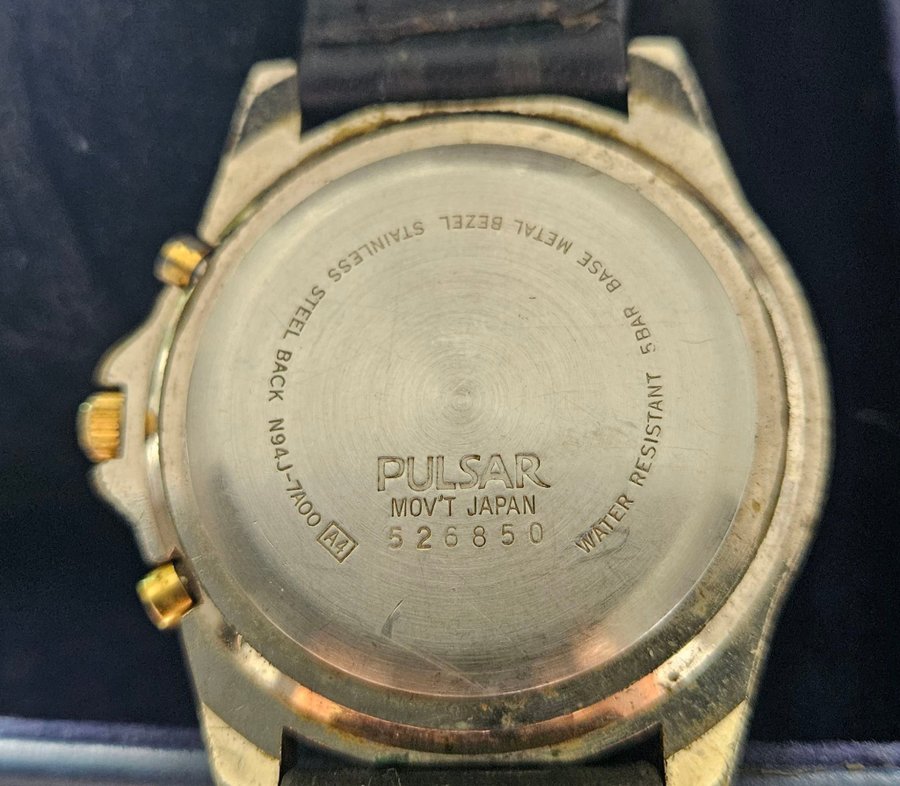 WATER RESISTANT 5BAR BASE METAL BEZEL STAINLESS STEEL BACK N94J-7A00 A4
PULSAR
MOV'T JAPAN
526850